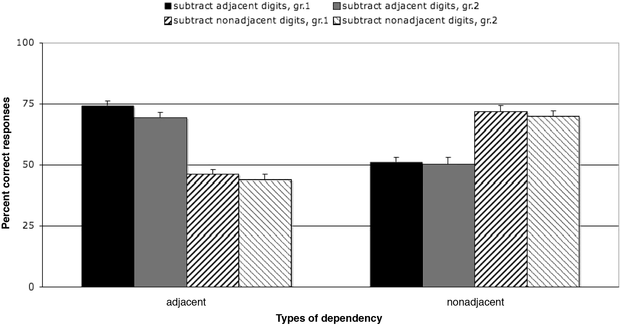 subtract adjacent digits, gr.1 subtract adjacent digits, gr.2
subtract nonadjacent digits, gr.1 subtract nonadjacent digits, gr.2
100
75
50
25
0
Percent correct responses
adjacent nonadjacent
Types of dependency